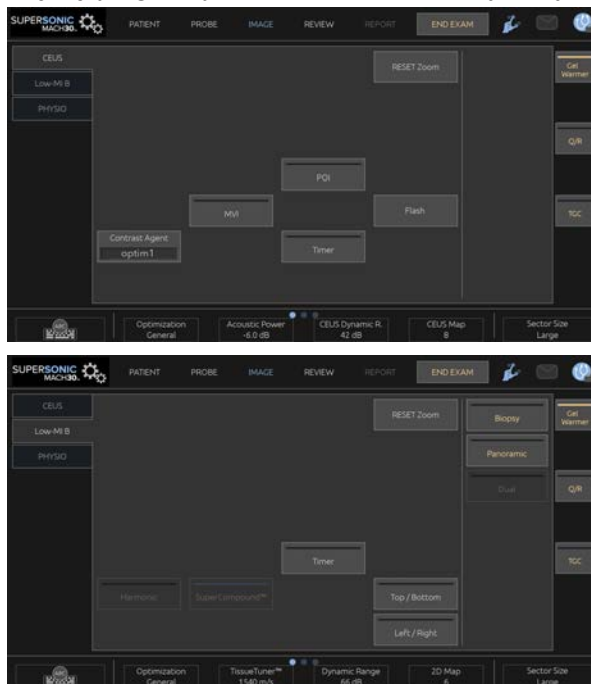 SUPERSONIC
MACH30.
PATIENT
PROBE
IMAGE
REVIEW
REPORT
END EXAM
CEUS
Low-MI B
PHYSIO
RESET Zoom
Gel
Warmer
Q/R
TGC
POI
MVI
Flash
Contrast Agent
optim1
Timer
Optimization
General
Acoustic Power
-6.0 dB
CEUS Dynamic R.
42 dB
CEUS Map
8
Sector Size
Large
SUPERSONIC
MACH30.
PATIENT
PROBE
IMAGE
REVIEW
REPORT
END EXAM
CEUS
Low-MI B
PHYSIO
RESET Zoom
Biopsy
Panoramic
Dual
Gel
Warmer
Q/R
TGC
Timer
Harmonic
SuperCompound™
Top / Bottom
Left / Right
Optimization
General
TissueTuner™
1540 m/s
Dynamic Range
66 dB
2D Map
6
Sector Size
Large